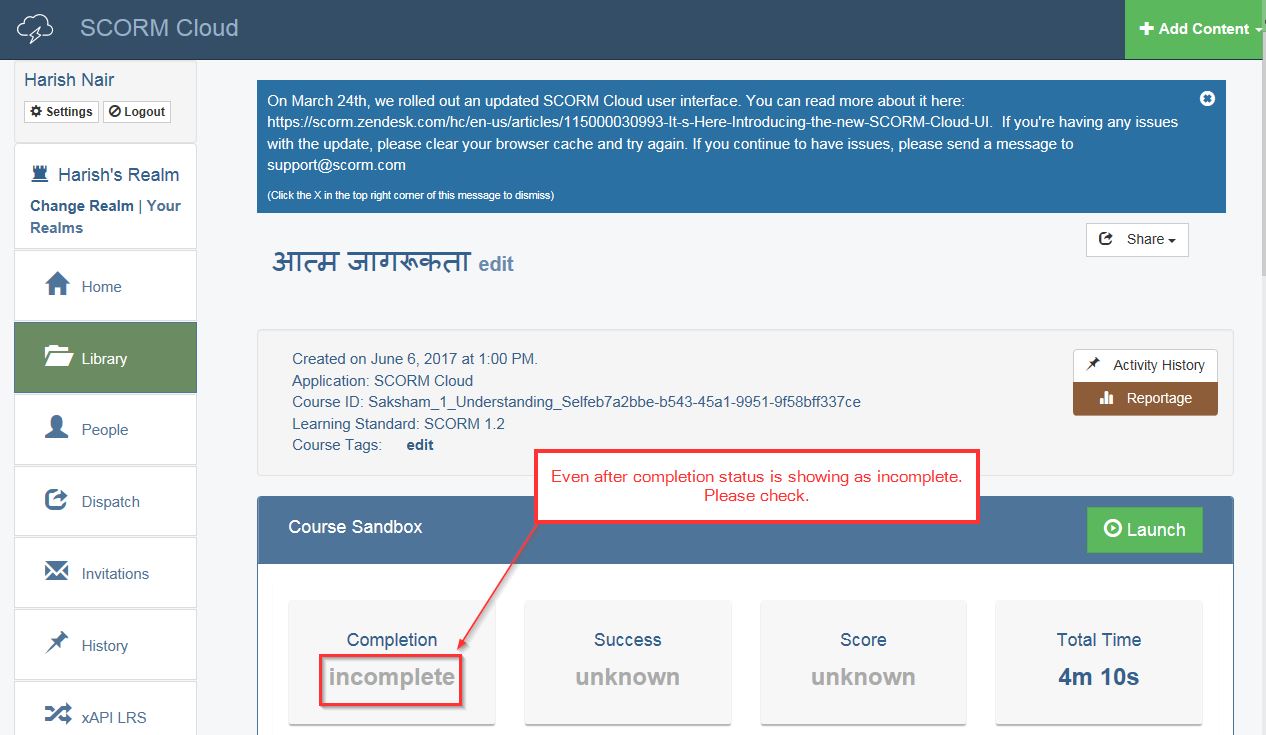 SCORM Cloud
Add Content
Harish Nair
Settings Logout
Harish's Realm
Change Realm | Your
Realms
Home
Library
People
Dispatch
Invitations
History
xAPI LRS
On March 24th, we rolled out an updated SCORM Cloud user interface. You can read more about it here:
https://scorm.zendesk.com/hc/en-us/articles/115000030993-It-s-Here-Introducing-the-new-SCORM-Cloud-UI. If you're having any issues
with the update, please clear your browser cache and try again. If you continue to have issues, please send a message to
support@scorm.com
(Click the X in the top right corner of this message to dismiss)
Share
आत्म जागरूकता edit
Created on June 6, 2017 at 1:00 PM.
Application: SCORM Cloud
Course ID: Saksham_1_Understanding_Selfeb7a2bbe-b543-45a1-9951-9f58bff337ce
Learning Standard: SCORM 1.2
Course Tags: edit
Activity History
Reportage
Even after completion status is showing as incomplete.
Please check.
Course Sandbox
Launch
Completion
incomplete
Success
unknown
Score
unknown
Total Time
4m 10s